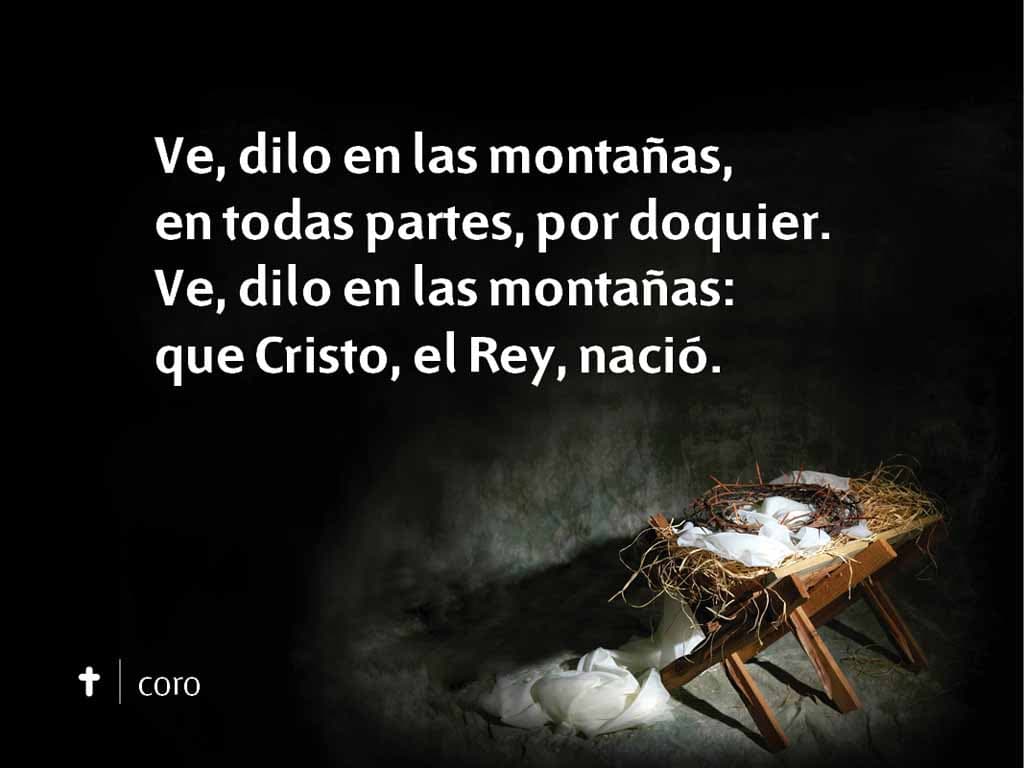 Ve, dilo en las montañas,
en todas partes, por doquier.
Ve, dilo en las montañas:
que Cristo, el Rey, nació.
coro